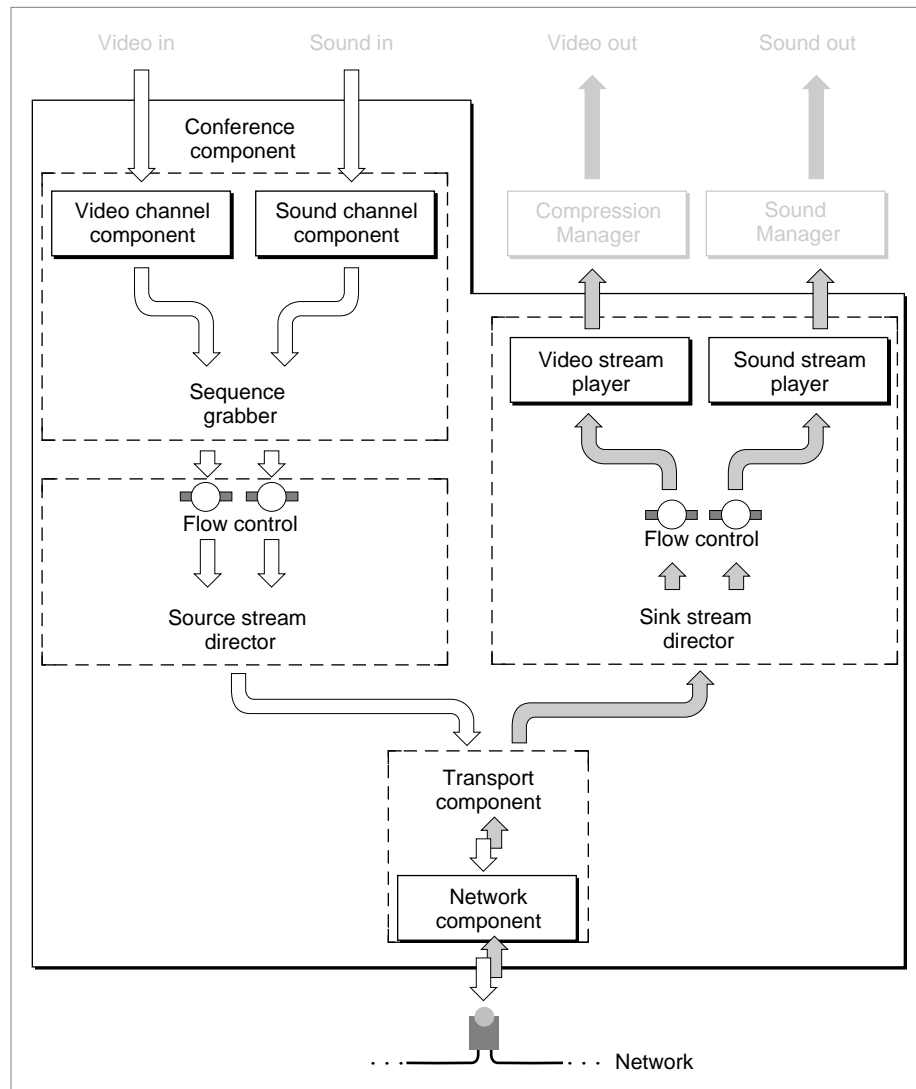 Video in
Sound in
Video out
Sound out
Conference
component
Video channel
component
Sound channel
component
Compression
Manager
Sound
Manager
Sequence
grabber
Video stream
player
Sound stream
player
Flow control
Flow control
Source stream
director
Sink stream
director
Transport
component
Network
component
Network